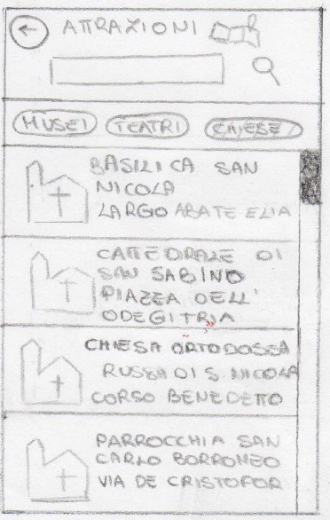 ATTRAZIONI
MUSEI TEATRI CHIESE
BASILICA SAN
NICOLA
LARGO ABATE ELIA
CATTEDRALE DI
SAN SABINO
PIAZZA DELL'
ODEGITRIA
CHIESA ORTODOSSA
RUSSA DI S. NICOLA
CORSO BENEDETTO
PARROCCHIA SAN
CARLO BORROMEO
VIA DE CRISTOFOR